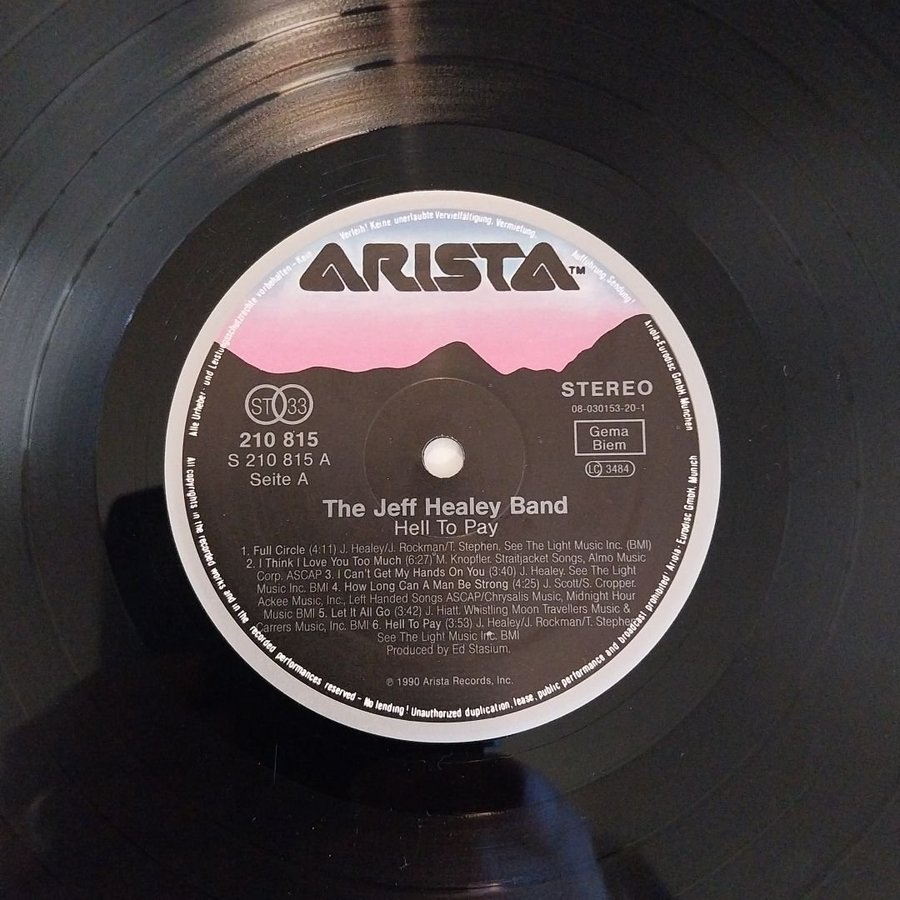 Alle Urheber- und Leistungsschutzrechte vorbehalten - Kein Verleih! Keine unerlaubte Vervielfältigung, Vermietung, Aufführung, Sendung!
ARISTA™
ST 33
STEREO
08-030153-20-1
210 815
Gema
Biem
S 210 815 A
LC 3484
Seite A
The Jeff Healey Band
Hell To Pay
1. Full Circle (4:11) J. Healey/J. Rockman/T. Stephen. See The Light Music Inc. (BMI)
2. I Think I Love You Too Much (6:27) M. Knopfler. Straitjacket Songs, Almo Music
Corp. ASCAP 3. I Can't Get My Hands On You (3:40) J. Healey. See The Light
Music Inc. BMI 4. How Long Can A Man Be Strong (4:25) J. Scott/S. Cropper.
Ackee Music, Inc., Left Handed Songs ASCAP/Chrysalis Music, Midnight Hour
Music BMI 5. Let It All Go (3:42) J. Hiatt. Whistling Moon Travellers Music &
Carrers Music, Inc. BMI 6. Hell To Pay (3:53) J. Healey/J. Rockman/T. Stephen.
See The Light Music Inc. BMI
Produced by Ed Stasium.
℗ 1990 Arista Records, Inc.
Ariola-Eurodisc GmbH, München
All copyrights in the recorded works and in the recorded performances reserved - No lending! Unauthorized duplication, lease, public performance and broadcast prohibited! Ariola-Eurodisc GmbH, Munich